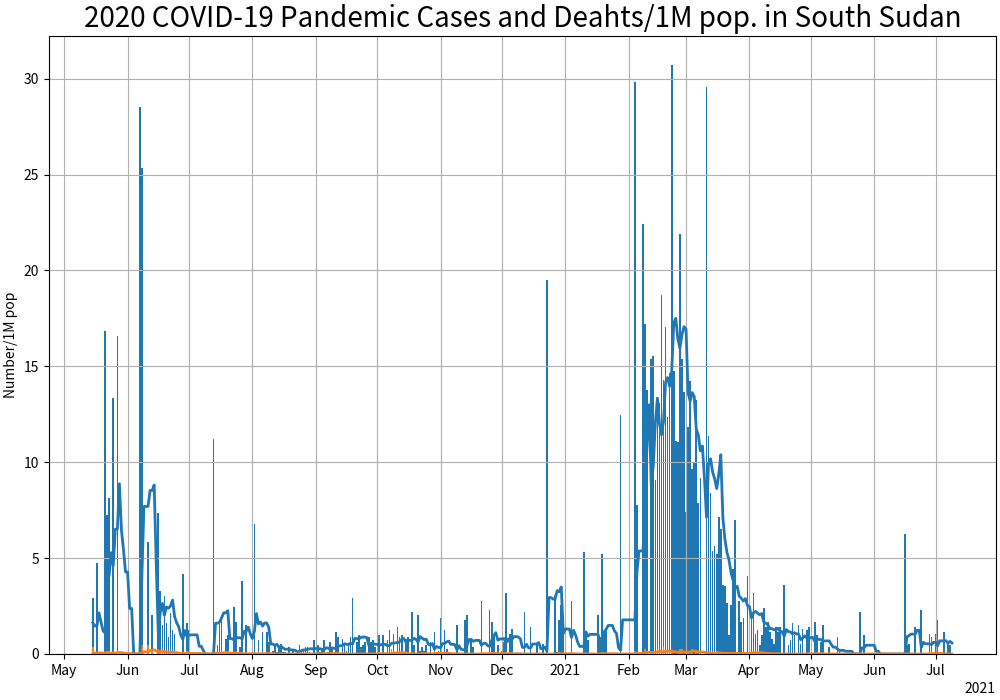 2020 COVID-19 Pandemic Cases and Deahts/1M pop. in South Sudan
Number/1M pop
30
25
20
15
10
5
0
May Jun Jul Aug Sep Oct Nov Dec 2021 Feb Mar Apr May Jun Jul
2021